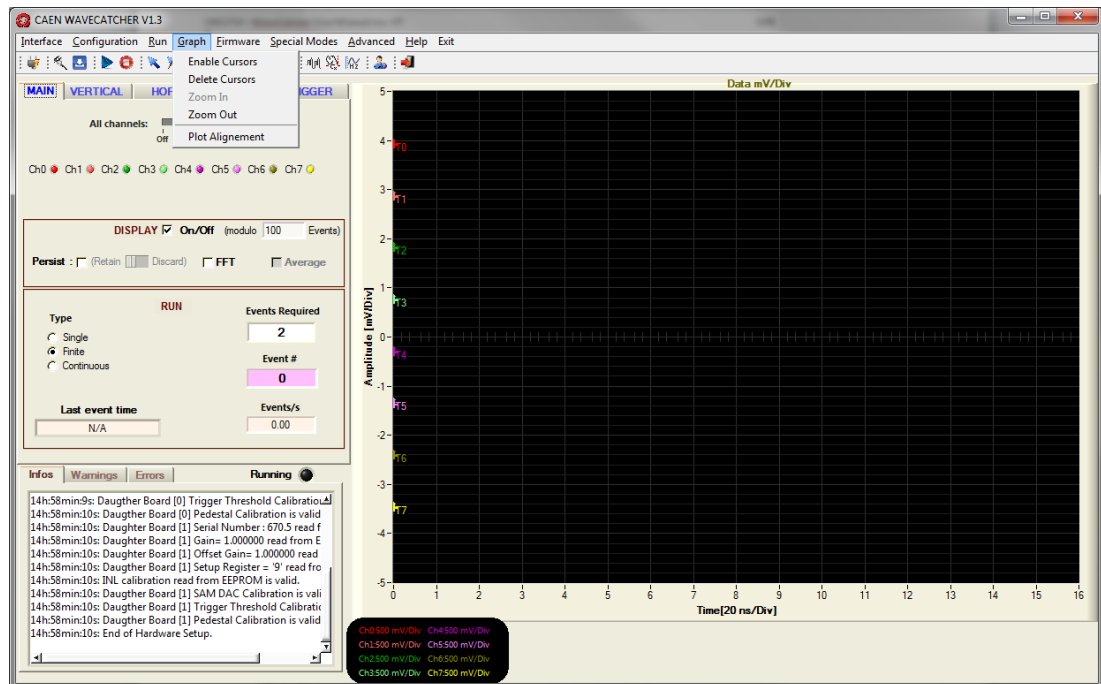 CAEN WAVECATCHER V1.3
Interface Configuration Run Graph Firmware Special Modes Advanced Help Exit
Enable Cursors
Delete Cursors
Zoom In
Zoom Out
Plot Alignement
MAIN VERTICAL HOR GGER
All channels:
Off
Ch0 Ch1 Ch2 Ch3 Ch4 Ch5 Ch6 Ch7
DISPLAY On/Off (modulo 100 Events)
Persist : (Retain Discard) FFT Average
RUN
Type
Single
Finite
Continuous
Events Required
2
Event #
0
Last event time
N/A
Events/s
0.00
Infos Warnings Errors Running
14h:58min:9s: Daugther Board [0] Trigger Threshold Calibration
14h:58min:10s: Daugther Board [0] Pedestal Calibration is valid
14h:58min:10s: Daughter Board [1] Serial Number : 670.5 read f
14h:58min:10s: Daughter Board [1] Gain= 1.000000 read from E
14h:58min:10s: Daughter Board [1] Offset Gain= 1.000000 read
14h:58min:10s: Daugther Board [1] Setup Register = '9' read fro
14h:58min:10s: INL calibration read from EEPROM is valid.
14h:58min:10s: Daugther Board [1] SAM DAC Calibration is vali
14h:58min:10s: Daugther Board [1] Trigger Threshold Calibratic
14h:58min:10s: Daugther Board [1] Pedestal Calibration is valid
14h:58min:10s: End of Hardware Setup.
Data mV/Div
Amplitude [mV/Div]
5
4
3
2
1
0
-1
-2
-3
-4
-5
T0
T1
T2
T3
T4
T5
T6
T7
0 1 2 3 4 5 6 7 8 9 10 11 12 13 14 15 16
Time[20 ns/Div]
Ch0:500 mV/Div Ch4:500 mV/Div
Ch1:500 mV/Div Ch5:500 mV/Div
Ch2:500 mV/Div Ch6:500 mV/Div
Ch3:500 mV/Div Ch7:500 mV/Div